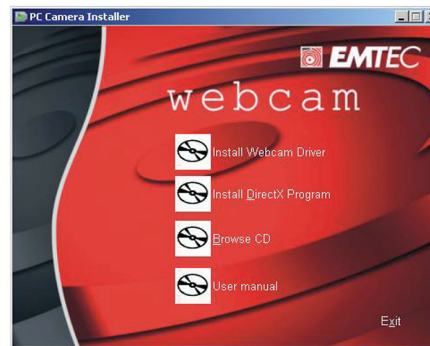 PC Camera Installer
EMTEC
webcam
Install Webcam Driver
Install DirectX Program
Browse CD
User manual
Exit